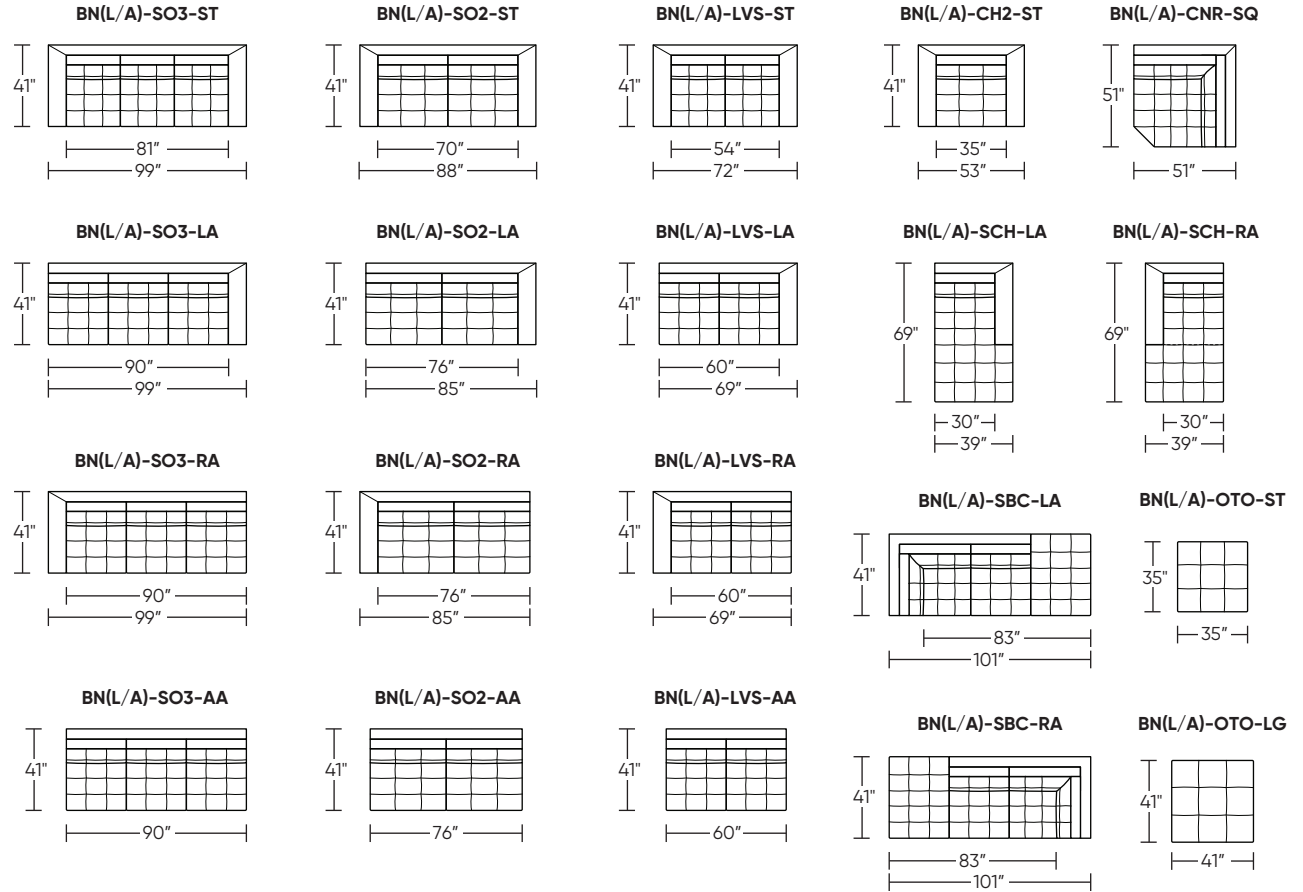 BN(L/A)-SO3-ST
41"
81″
99″
BN(L/A)-SO2-ST
41"
70″
88″
BN(L/A)-LVS-ST
41"
54″
72″
BN(L/A)-CH2-ST
41"
35″
53″
BN(L/A)-CNR-SQ
51"
51″
BN(L/A)-SO3-LA
41"
90″
99″
BN(L/A)-SO2-LA
41"
76″
85″
BN(L/A)-LVS-LA
41"
60″
69″
BN(L/A)-SCH-LA
69"
30″
39″
BN(L/A)-SCH-RA
69"
30″
39″
BN(L/A)-SO3-RA
41"
90″
99″
BN(L/A)-SO2-RA
41"
76″
85″
BN(L/A)-LVS-RA
41"
60″
69″
BN(L/A)-SBC-LA
41"
83″
101″
BN(L/A)-OTO-ST
35"
35″
BN(L/A)-SO3-AA
41"
90″
BN(L/A)-SO2-AA
41"
76″
BN(L/A)-LVS-AA
41"
60″
BN(L/A)-SBC-RA
41"
83″
101″
BN(L/A)-OTO-LG
41"
41″